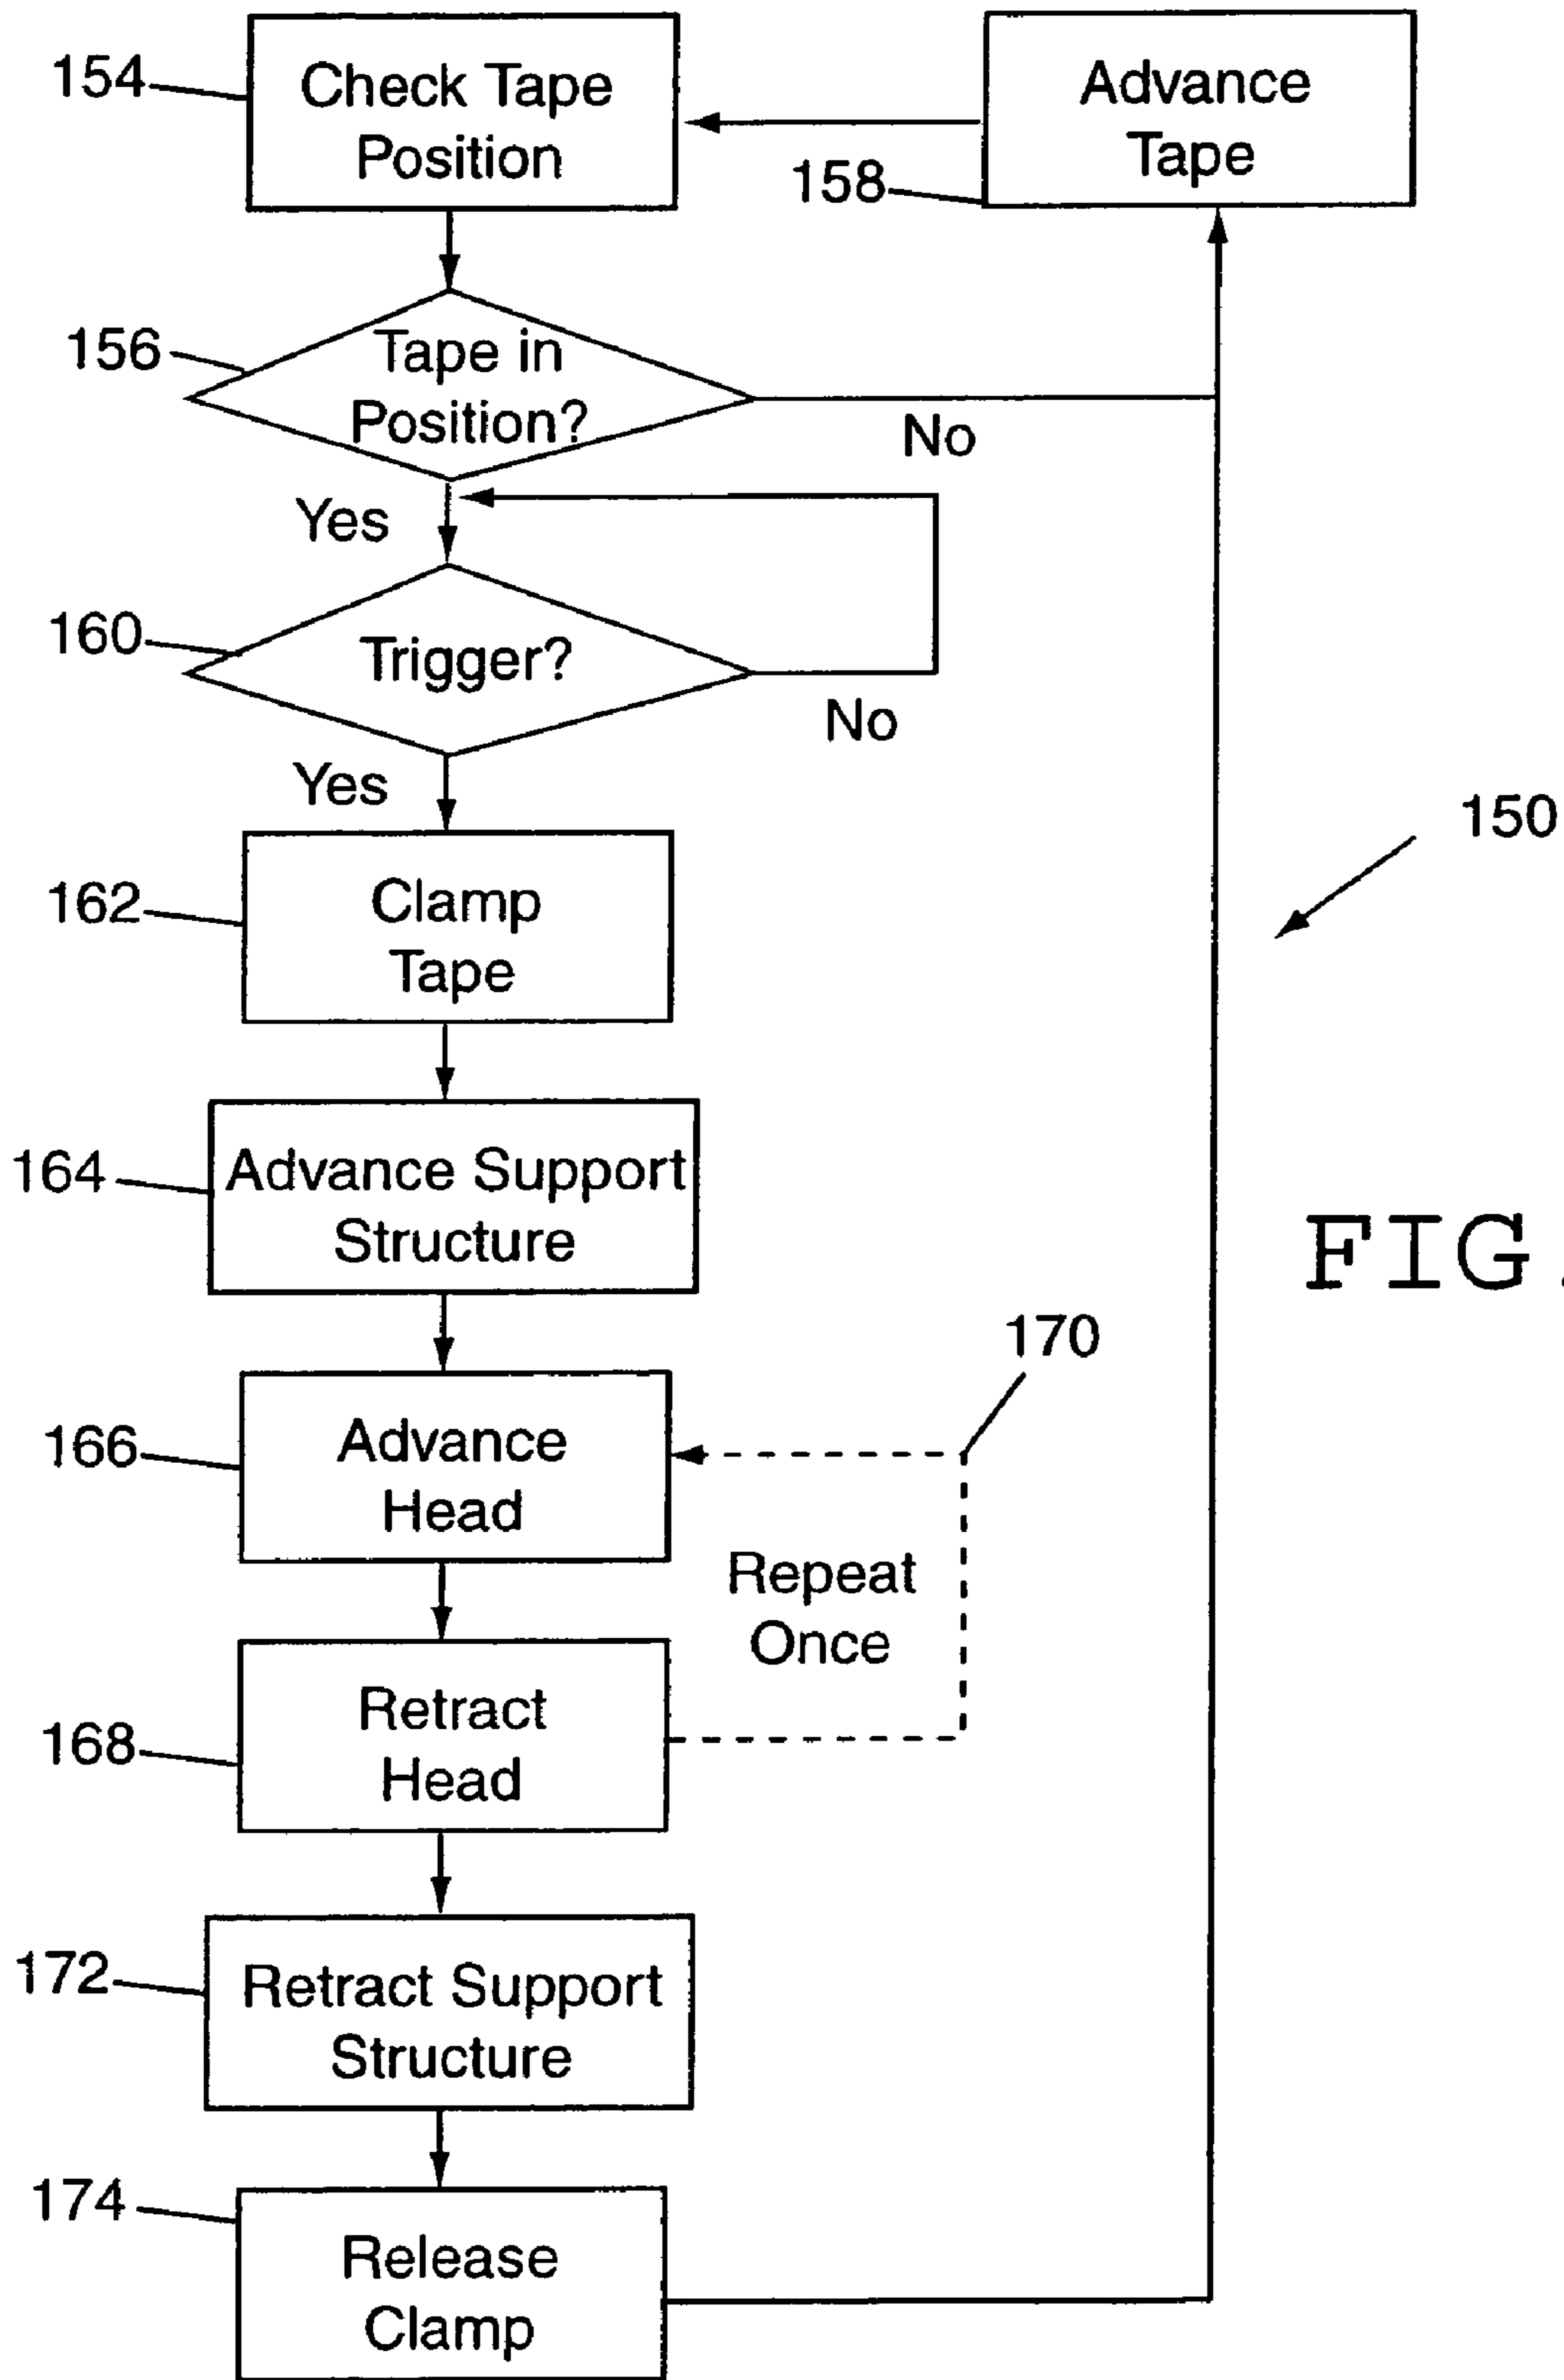 154
Check Tape
Position
Advance
Tape
158
156
Tape in
Position?
No
Yes
160
Trigger?
No
Yes
150
162
Clamp
Tape
164
Advance Support
Structure
FIG.
170
166
Advance
Head
Repeat
Once
168
Retract
Head
172
Retract Support
Structure
174
Release
Clamp